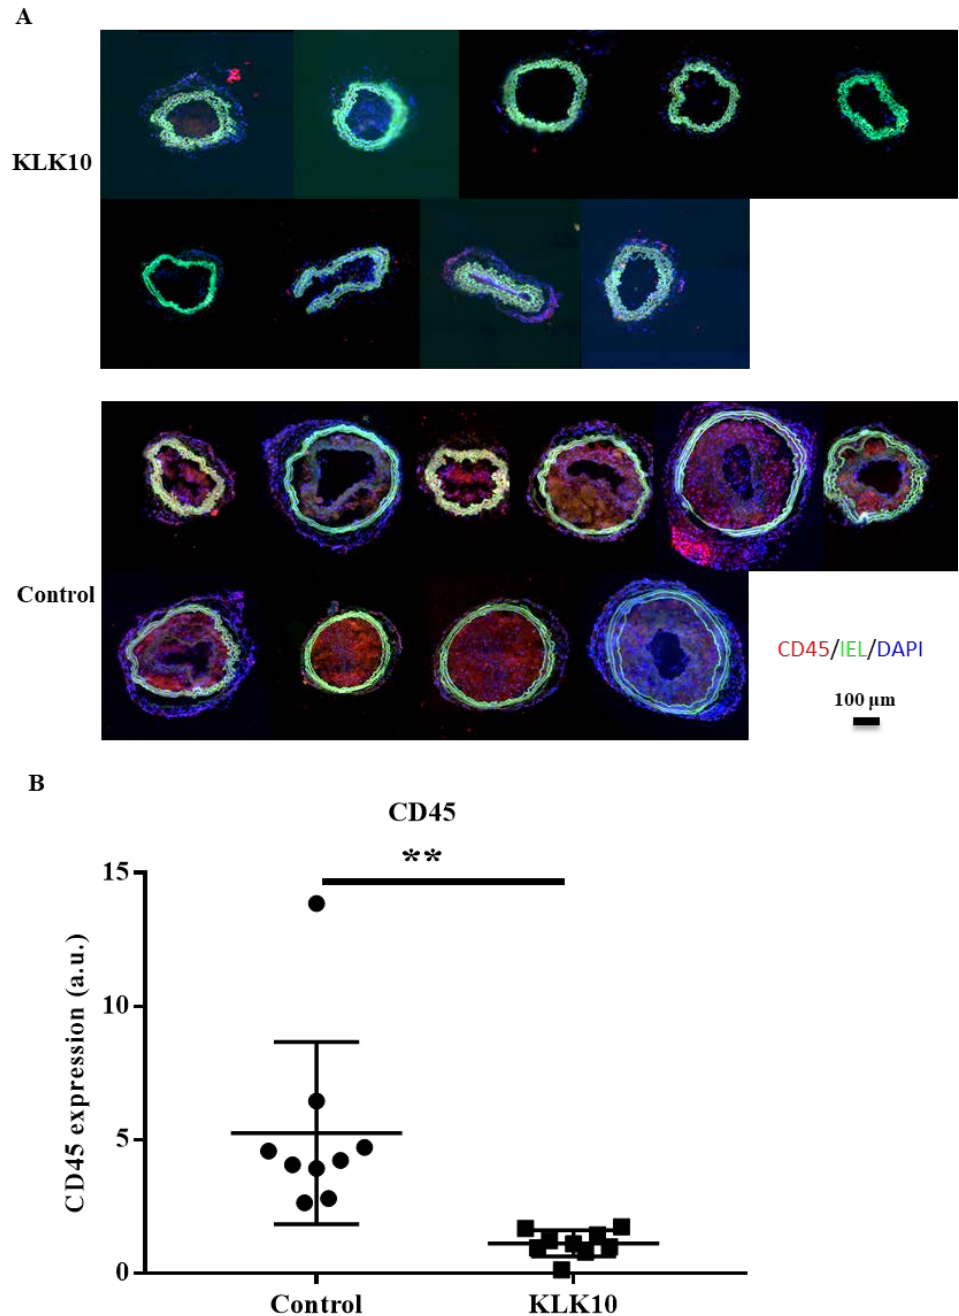 A
KLK10
Control
CD45/IEL/DAPI
100 μm
B
CD45
**
15
10
5
0
CD45 expression (a.u.)
Control
KLK10